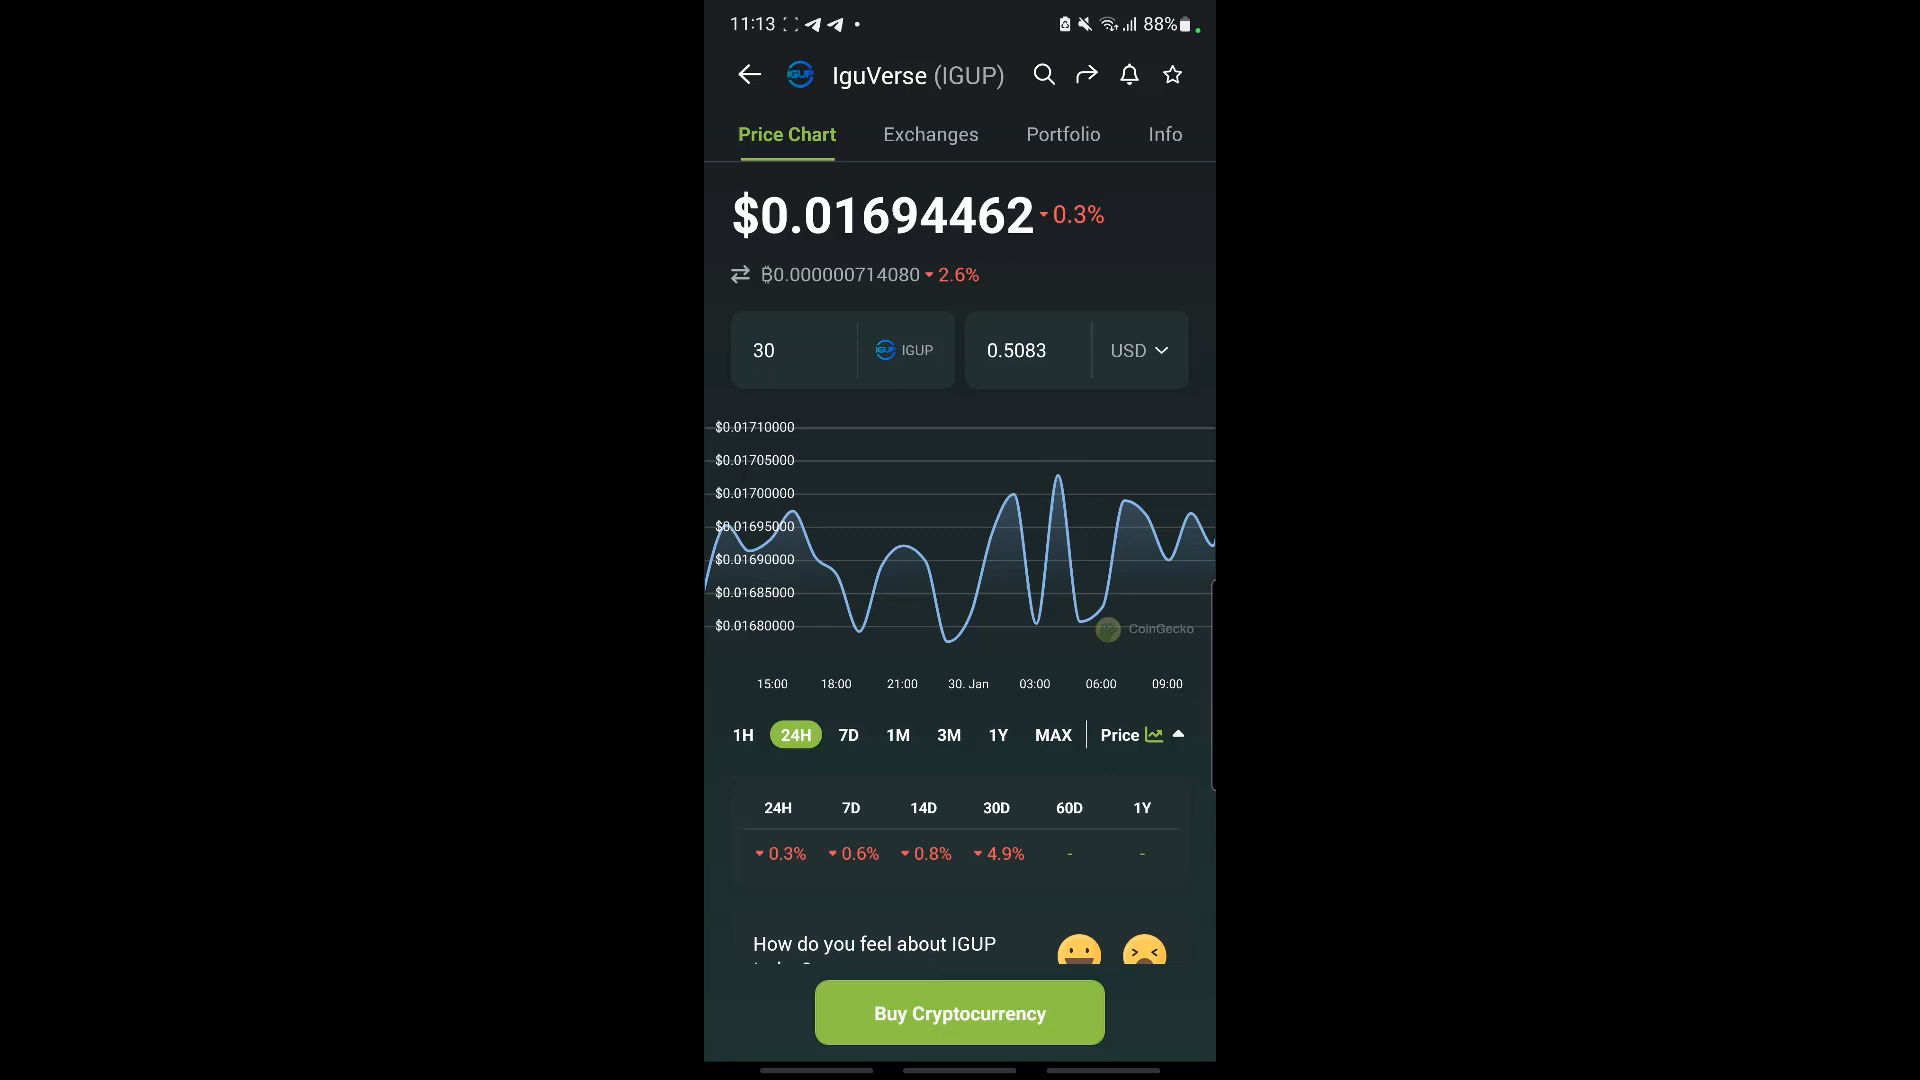 11:13 88%
IGUP IguVerse (IGUP)
Price Chart Exchanges Portfolio Info
$0.01694462 0.3%
₿0.000000714080 2.6%
30 IGUP IGUP 0.5083 USD
$0.01710000
$0.01705000
$0.01700000
$0.01695000
$0.01690000
$0.01685000
$0.01680000
CoinGecko
15:00 18:00 21:00 30. Jan 03:00 06:00 09:00
1H 24H 7D 1M 3M 1Y MAX Price
24H 7D 14D 30D 60D 1Y
0.3% 0.6% 0.8% 4.9% - -
How do you feel about IGUP
Buy Cryptocurrency